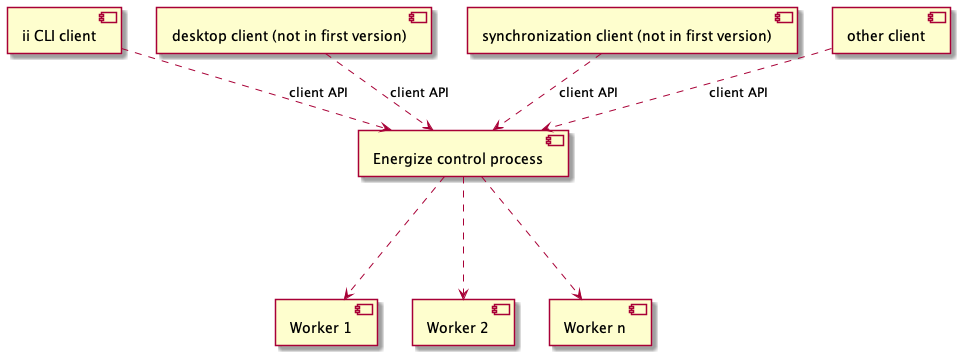 ii CLI client
desktop client (not in first version)
synchronization client (not in first version)
other client
client API
client API
client API
client API
Energize control process
Worker 1
Worker 2
Worker n